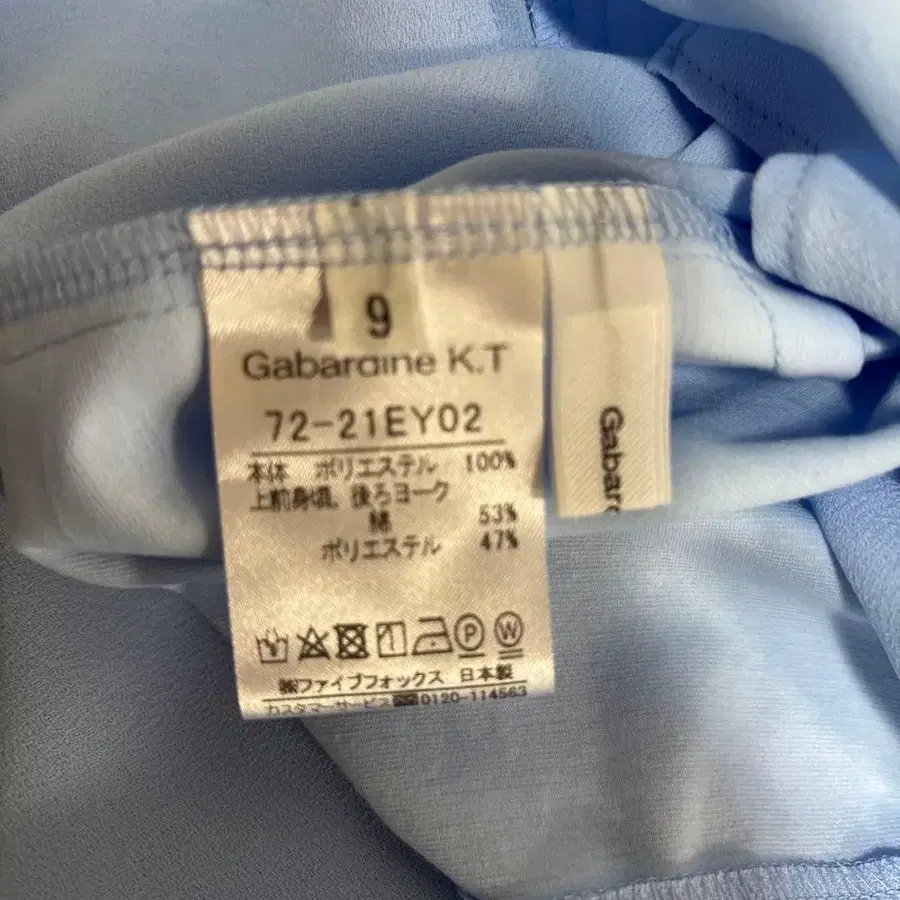 9
Gabardine K.T
72-21EY02
本体 ポリエステル 100%
上前身頃、後ろヨーク
綿 53%
ポリエステル 47%
P W
㈱ファイブフォックス 日本製
カスタマーサービス 0120-114563
Gabarc